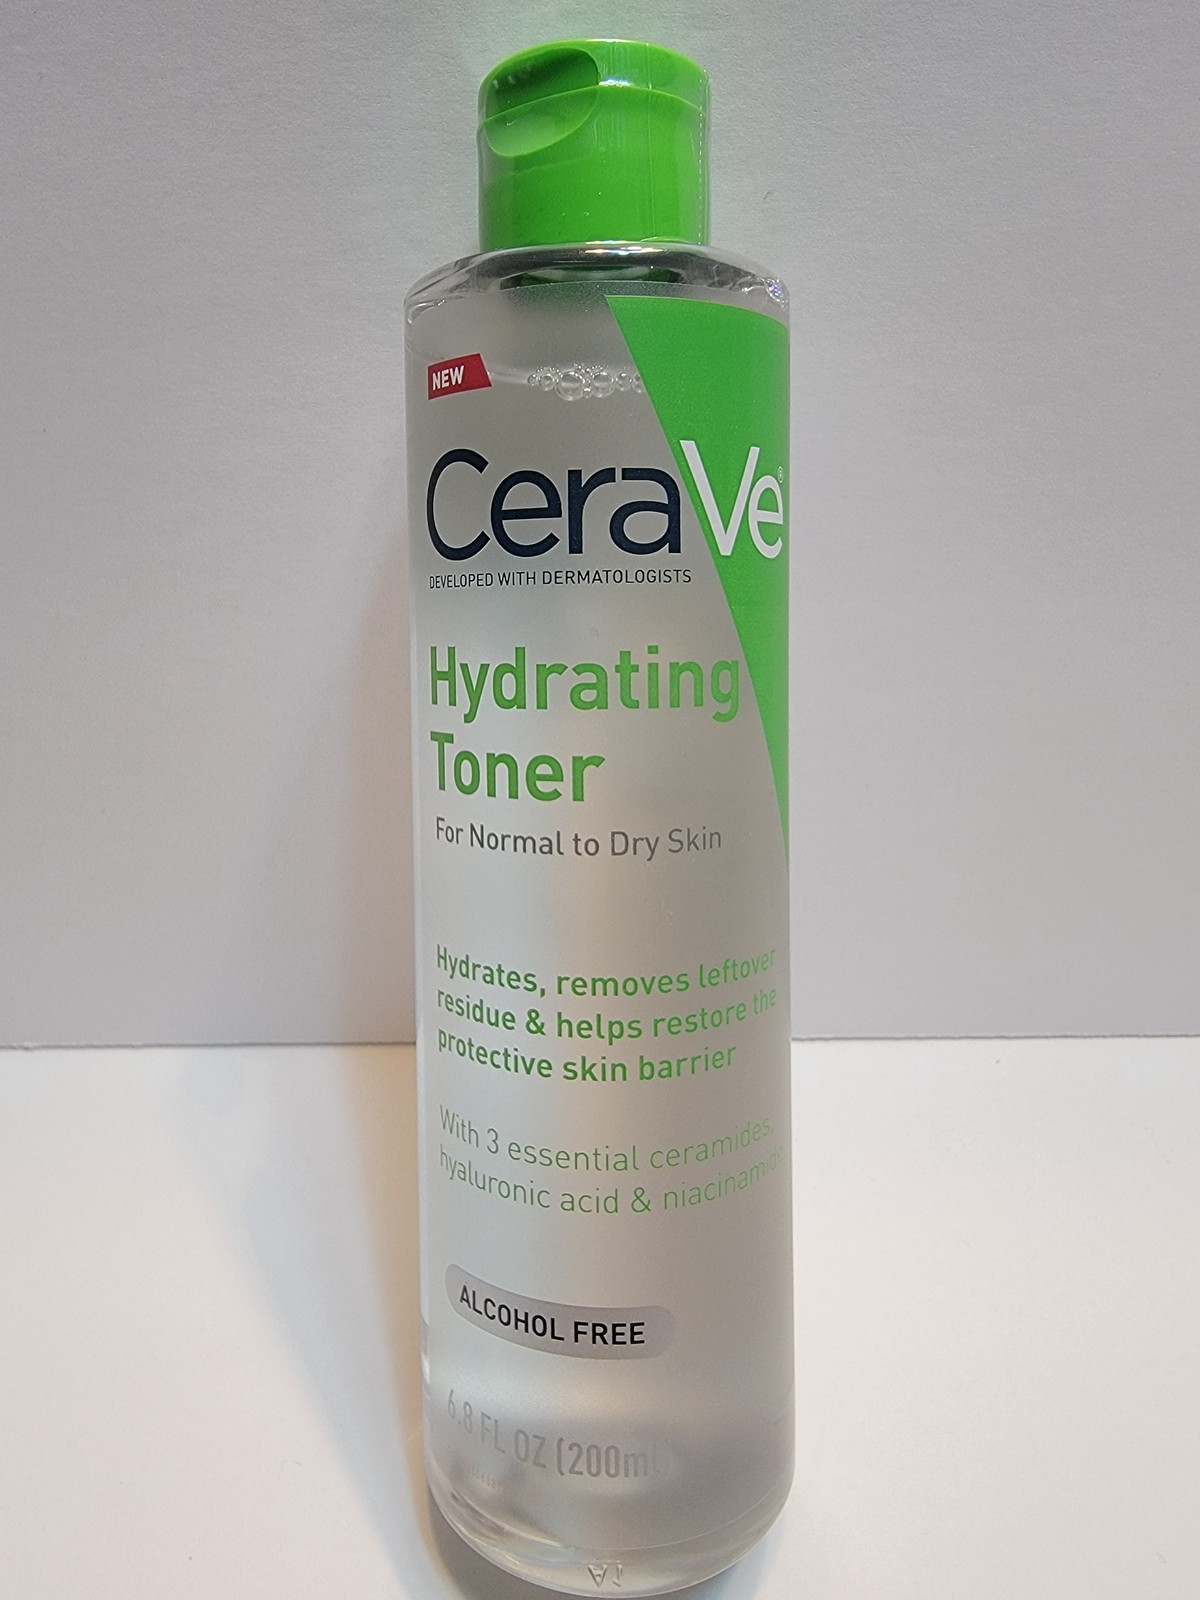 NEW
CeraVe®
DEVELOPED WITH DERMATOLOGISTS
Hydrating
Toner
For Normal to Dry Skin
Hydrates, removes leftover
residue & helps restore the
protective skin barrier
With 3 essential ceramides,
hyaluronic acid & niacinamide
ALCOHOL FREE
6.8 FL OZ (200mL)